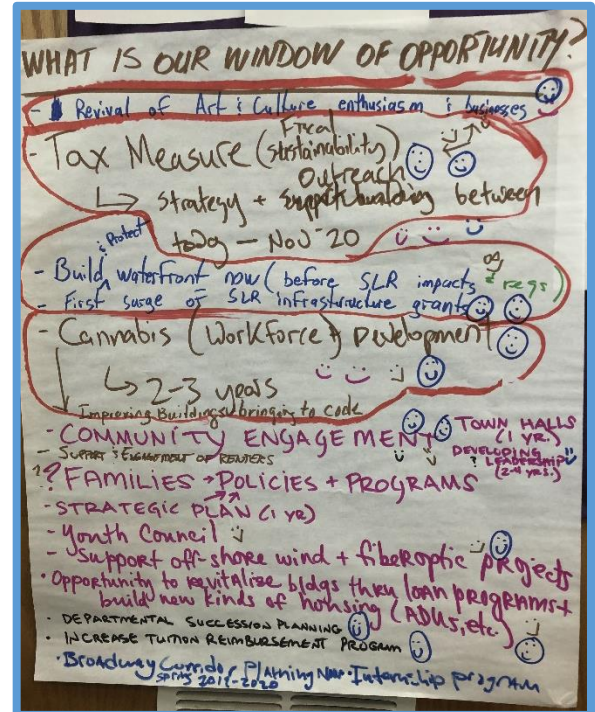 WHAT IS OUR WINDOW OF OPPORTUNITY?
- Revival of Art & Culture enthusiasm & businesses
- Tax Measure (Fiscal sustainability)
Outreach
↳ Strategy + Support building between
today - Nov '20
- Build & Protect waterfront now (before SLR impacts & regs)
- First surge of SLR infrastructure grants
- Cannabis (Workforce) Development
↳ 2-3 years
Improving Buildings/bringing to code
- COMMUNITY ENGAGEMENT
TOWN HALLS
(1 YR.)
- SUPPORT & ENGAGEMENT OF RENTERS
DEVELOPING
? LEADERSHIP
(2-4 YRS.)
? FAMILIES → POLICIES + PROGRAMS
- STRATEGIC PLAN (1 YR)
- Youth Council
- Support off-shore wind + fiberoptic projects
• Opportunity to revitalize bldgs thru loan programs +
build new kinds of housing (ADUs, etc.)
• DEPARTMENTAL SUCCESSION PLANNING
• INCREASE TUITION REIMBURSEMENT PROGRAM
• Broadway Corridor Planning Now • Internship program
Spring 2019-2020